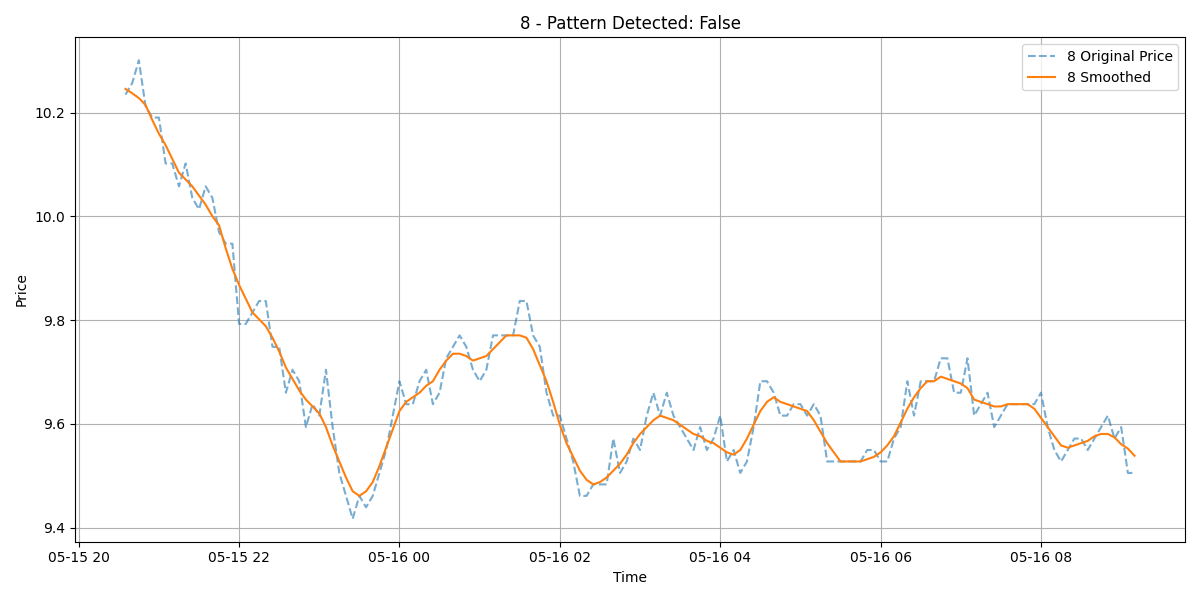 8 - Pattern Detected: False
8 Original Price
8 Smoothed
Price
10.2
10.0
9.8
9.6
9.4
05-15 20
05-15 22
05-16 00
05-16 02
05-16 04
05-16 06
05-16 08
Time